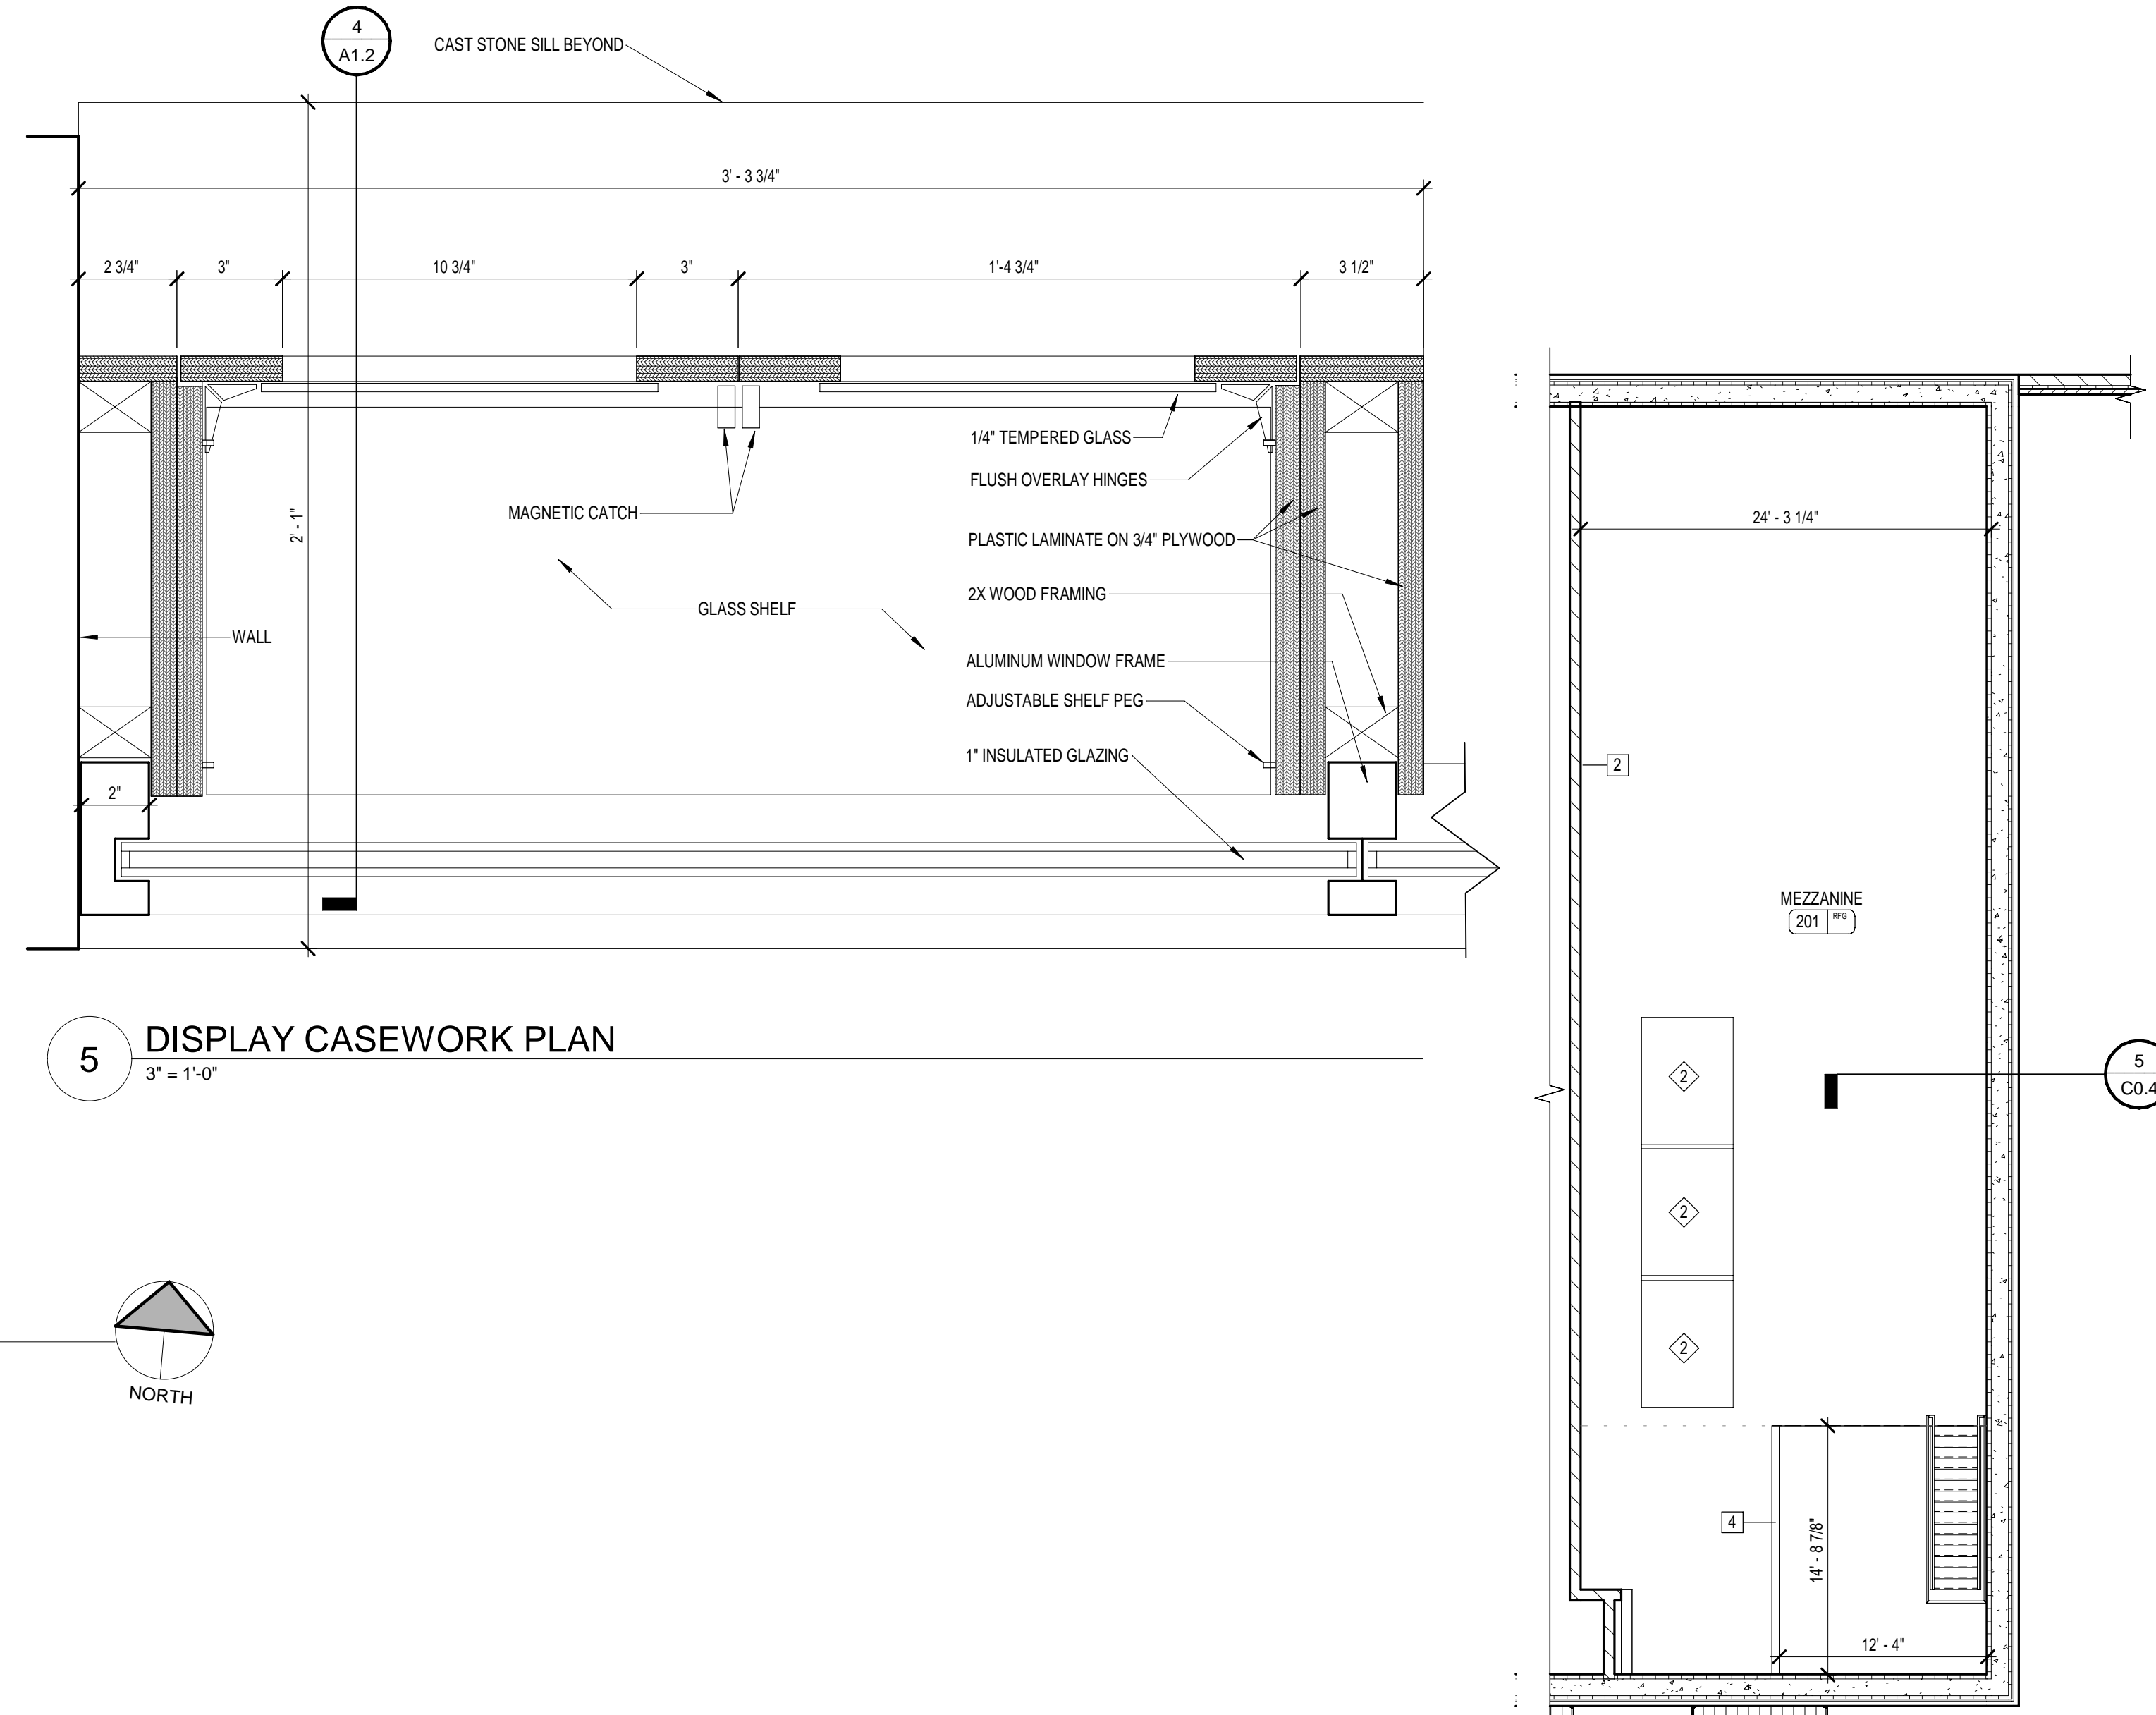 4
A1.2
CAST STONE SILL BEYOND
3' - 3 3/4"
2 3/4"
3"
10 3/4"
3"
1'-4 3/4"
3 1/2"
2' - 1"
1/4" TEMPERED GLASS
FLUSH OVERLAY HINGES
MAGNETIC CATCH
PLASTIC LAMINATE ON 3/4" PLYWOOD
2X WOOD FRAMING
GLASS SHELF
WALL
ALUMINUM WINDOW FRAME
ADJUSTABLE SHELF PEG
1" INSULATED GLAZING
2"
5
DISPLAY CASEWORK PLAN
3" = 1'-0"
NORTH
24' - 3 1/4"
2
MEZZANINE
201 RFG
2
5
C0.4
2
2
4
14' - 8 7/8"
12' - 4"